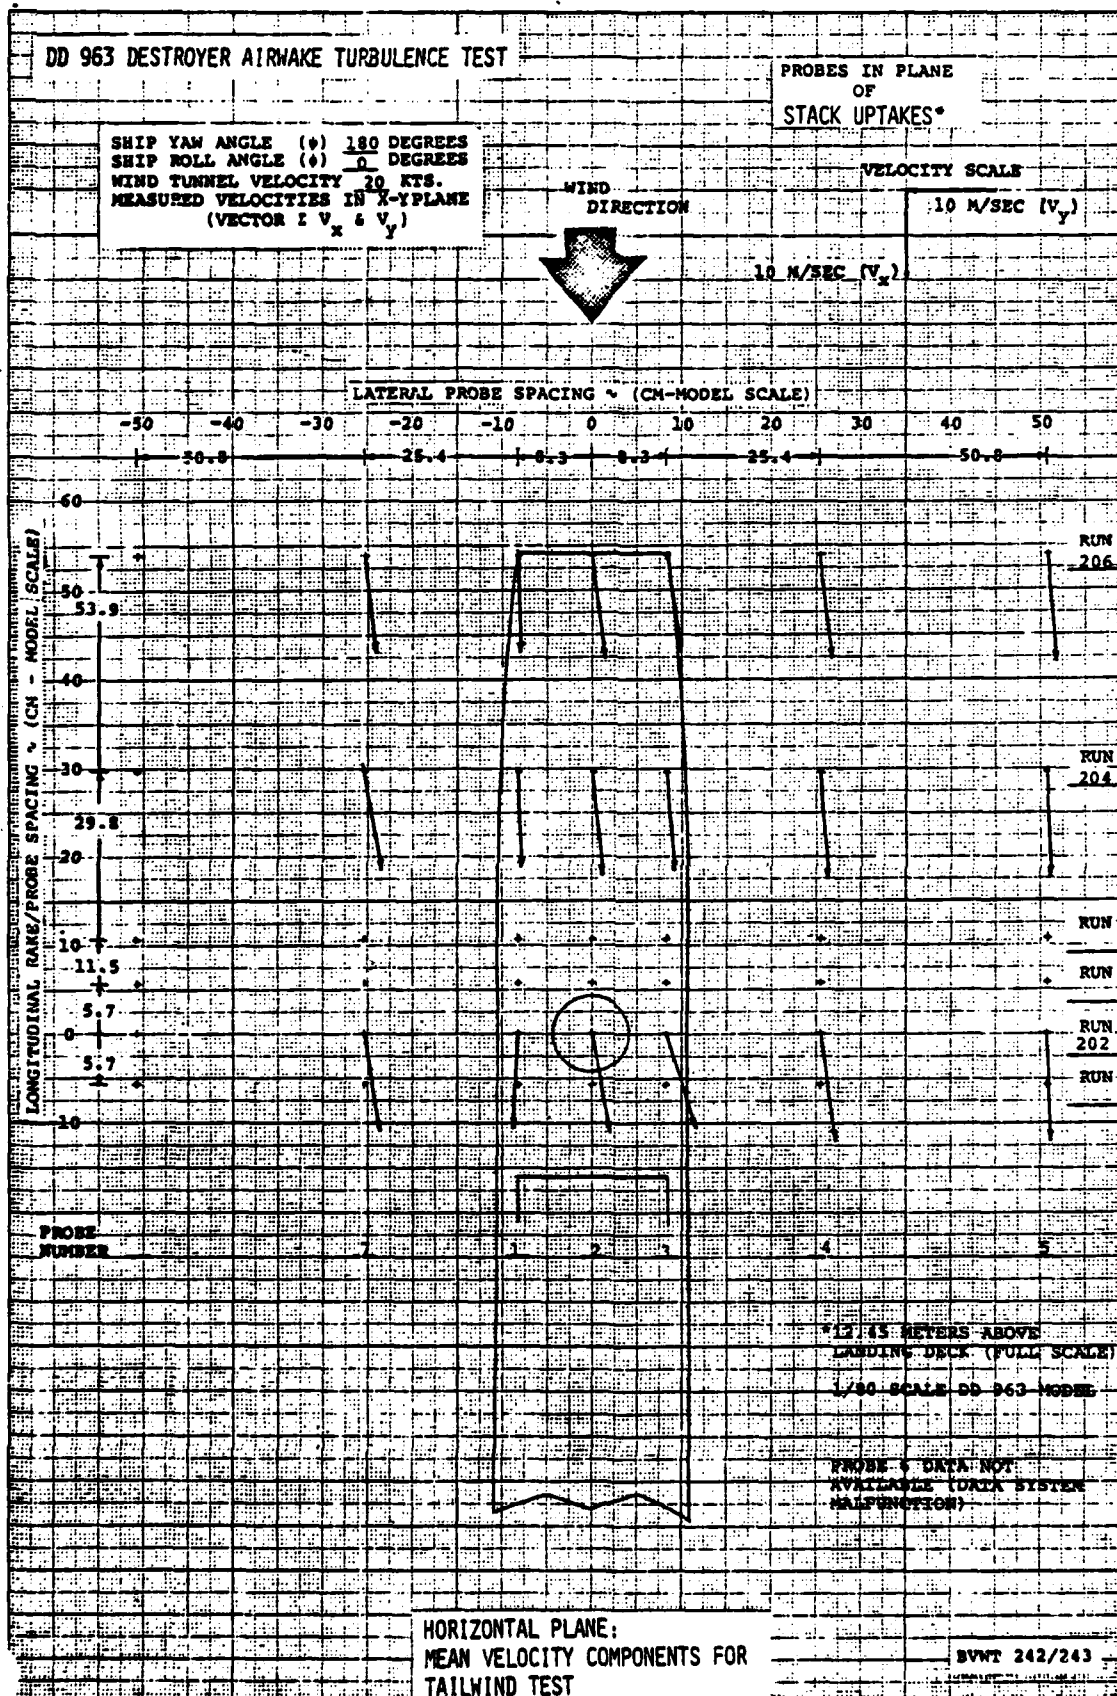 DD 963 DESTROYER AIRWAKE TURBULENCE TEST
PROBES IN PLANE
OF
STACK UPTAKES*
SHIP YAW ANGLE (ψ) 180 DEGREES
SHIP ROLL ANGLE (φ) 0 DEGREES
WIND TUNNEL VELOCITY 20 KTS.
MEASURED VELOCITIES IN X-Y PLANE
(VECTOR Σ Vx & Vy)
WIND
DIRECTION
VELOCITY SCALE
10 M/SEC (Vy)
10 M/SEC (Vx)
LATERAL PROBE SPACING ~ (CM-MODEL SCALE)
-50 -40 -30 -20 -10 0 10 20 30 40 50
50.8 25.4 8.3 8.3 25.4 50.8
LONGITUDINAL RAKE/PROBE SPACING ~ (CM - MODEL SCALE)
60
50
53.9
40
30
29.8
20
10
11.5
5.7
0
5.7
-10
RUN
206
RUN
204
RUN
RUN
RUN
202
RUN
PROBE
NUMBER
7 1 2 3 4 5
*12.45 METERS ABOVE
LANDING DECK (FULL SCALE)
1/80 SCALE DD 963 MODEL
PROBE 6 DATA NOT
AVAILABLE (DATA SYSTEM
MALFUNCTION)
HORIZONTAL PLANE:
MEAN VELOCITY COMPONENTS FOR
TAILWIND TEST
BVWT 242/243